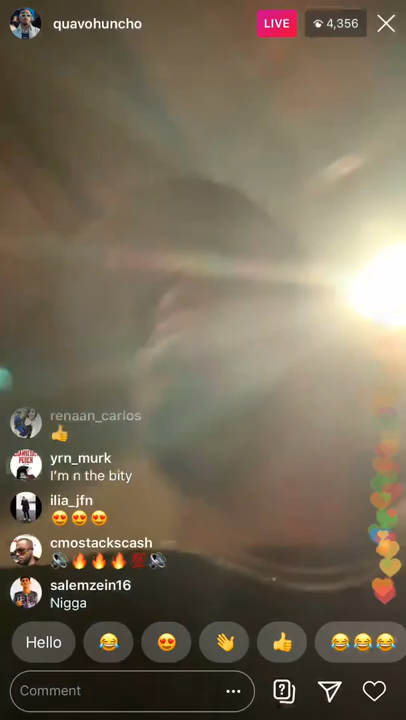 quavohuncho
LIVE
4,356
renaan_carlos
👍
yrn_murk
I'm n the bity
ilia_jfn
😍😍😍
cmostackscash
🔊🔥🔥🔥💯🔊
salemzein16
Nigga
Hello
Comment